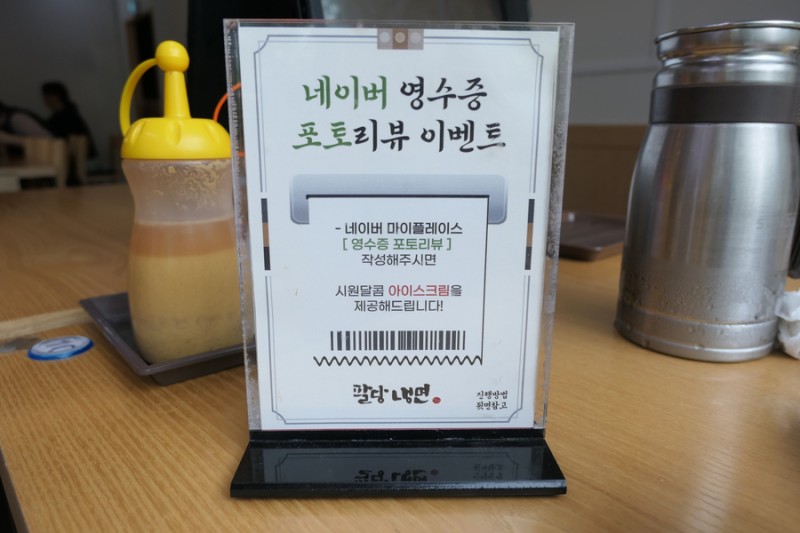 네이버 영수증
포토리뷰 이벤트
- 네이버 마이플레이스
[ 영수증 포토리뷰 ]
작성해주시면
시원달콤 아이스크림을
제공해드립니다!
팔당냉면
진행방법
뒷면참고